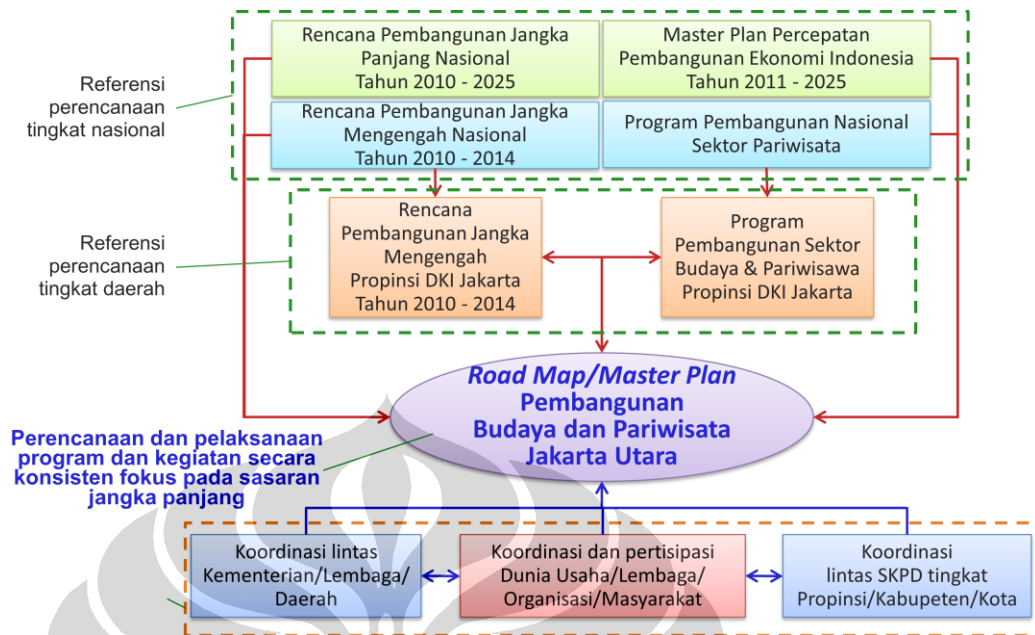 Referensi
perencanaan
tingkat nasional
Rencana Pembangunan Jangka
Panjang Nasional
Tahun 2010 - 2025
Master Plan Percepatan
Pembangunan Ekonomi Indonesia
Tahun 2011 - 2025
Rencana Pembangunan Jangka
Mengengah Nasional
Tahun 2010 - 2014
Program Pembangunan Nasional
Sektor Pariwisata
Referensi
perencanaan
tingkat daerah
Rencana
Pembangunan Jangka
Mengengah
Propinsi DKI Jakarta
Tahun 2010 - 2014
Program
Pembangunan Sektor
Budaya & Pariwisawa
Propinsi DKI Jakarta
Road Map/Master Plan
Pembangunan
Budaya dan Pariwisata
Jakarta Utara
Perencanaan dan pelaksanaan
program dan kegiatan secara
konsisten fokus pada sasaran
jangka panjang
Koordinasi lintas
Kementerian/Lembaga/
Daerah
Koordinasi dan pertisipasi
Dunia Usaha/Lembaga/
Organisasi/Masyarakat
Koordinasi
lintas SKPD tingkat
Propinsi/Kabupeten/Kota